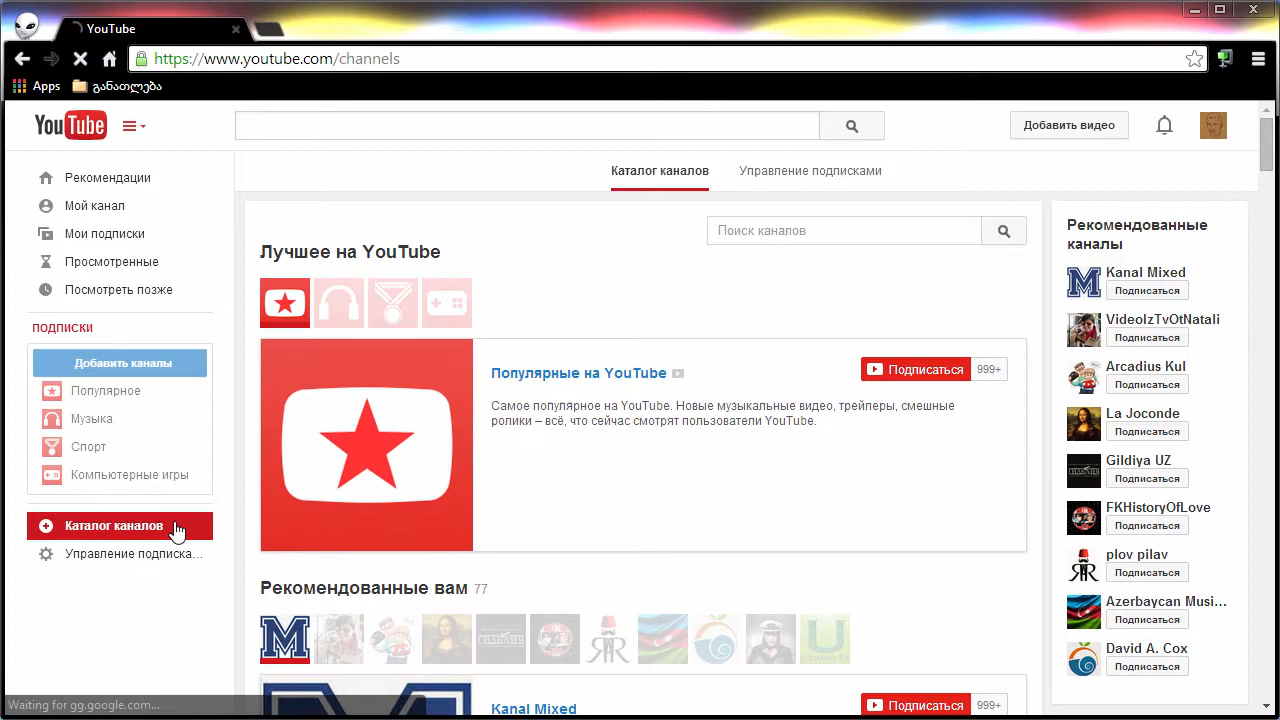 YouTube
https://www.youtube.com/channels
Apps
განათლება
YouTube
Добавить видео
Рекомендации
Мой канал
Мои подписки
Просмотренные
Посмотреть позже
ПОДПИСКИ
Добавить каналы
Популярное
Музыка
Спорт
Компьютерные игры
Каталог каналов
Управление подписка...
Каталог каналов
Управление подписками
Поиск каналов
Лучшее на YouTube
Популярные на YouTube
Подписаться 999+
Самое популярное на YouTube. Новые музыкальные видео, трейлеры, смешные
ролики – всё, что сейчас смотрят пользователи YouTube.
Рекомендованные вам 77
Kanal Mixed
Подписаться 999+
Рекомендованные
каналы
Kanal Mixed
Подписаться
VideoIzTvOtNatali
Подписаться
Arcadius Kul
Подписаться
La Joconde
Подписаться
Gildiya UZ
Подписаться
FKHistoryOfLove
Подписаться
plov pilav
Подписаться
Azerbaycan Musi...
Подписаться
David A. Cox
Подписаться
Waiting for gg.google.com...